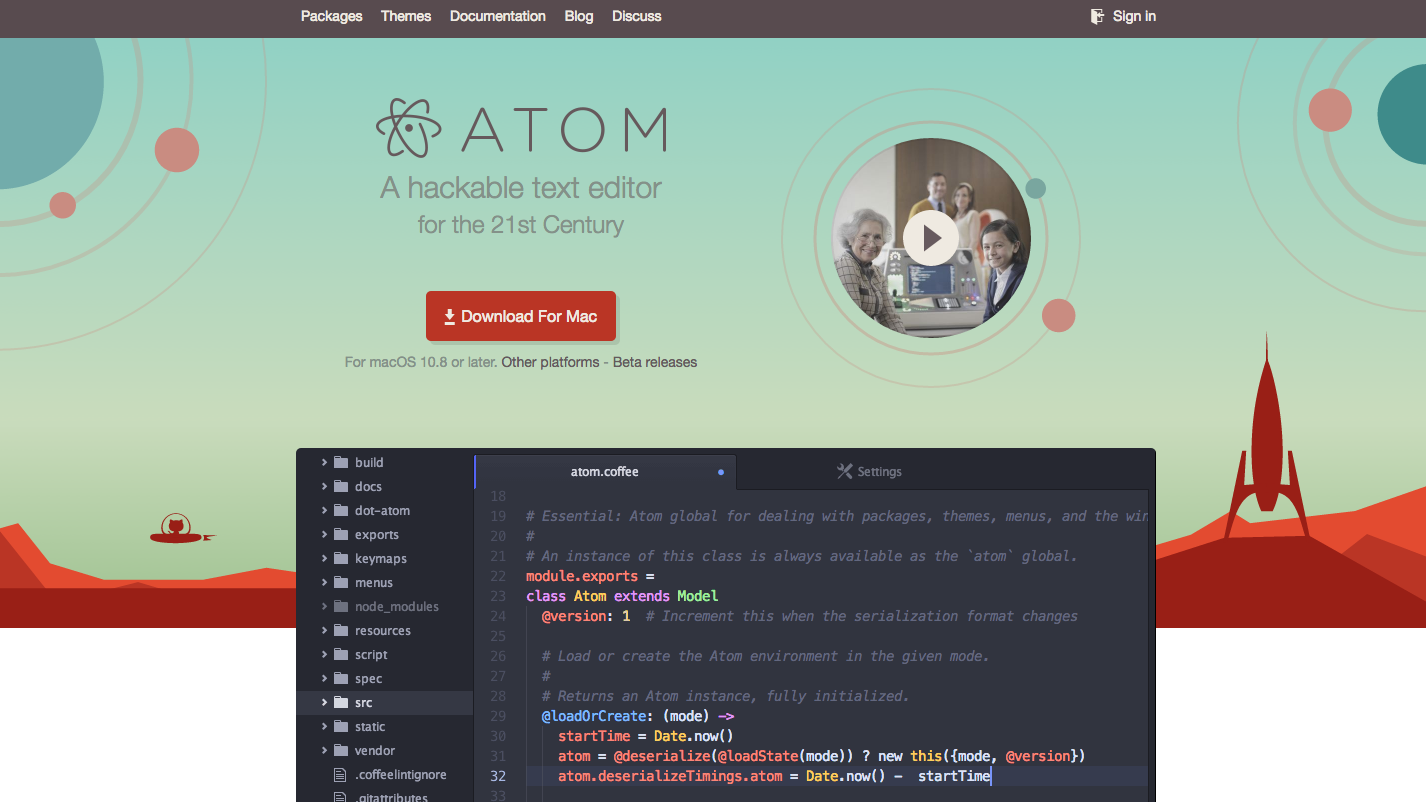 Packages Themes Documentation Blog Discuss Sign in
ATOM
A hackable text editor
for the 21st Century
Download For Mac
For macOS 10.8 or later. Other platforms - Beta releases
build
docs
dot-atom
exports
keymaps
menus
node_modules
resources
script
spec
src
static
vendor
.coffeelintignore
.gitattributes
atom.coffee Settings
18
19 # Essential: Atom global for dealing with packages, themes, menus, and the win
20 #
21 # An instance of this class is always available as the `atom` global.
22 module.exports =
23 class Atom extends Model
24 @version: 1 # Increment this when the serialization format changes
25
26 # Load or create the Atom environment in the given mode.
27 #
28 # Returns an Atom instance, fully initialized.
29 @loadOrCreate: (mode) ->
30 startTime = Date.now()
31 atom = @deserialize(@loadState(mode)) ? new this({mode, @version})
32 atom.deserializeTimings.atom = Date.now() -  startTime
33